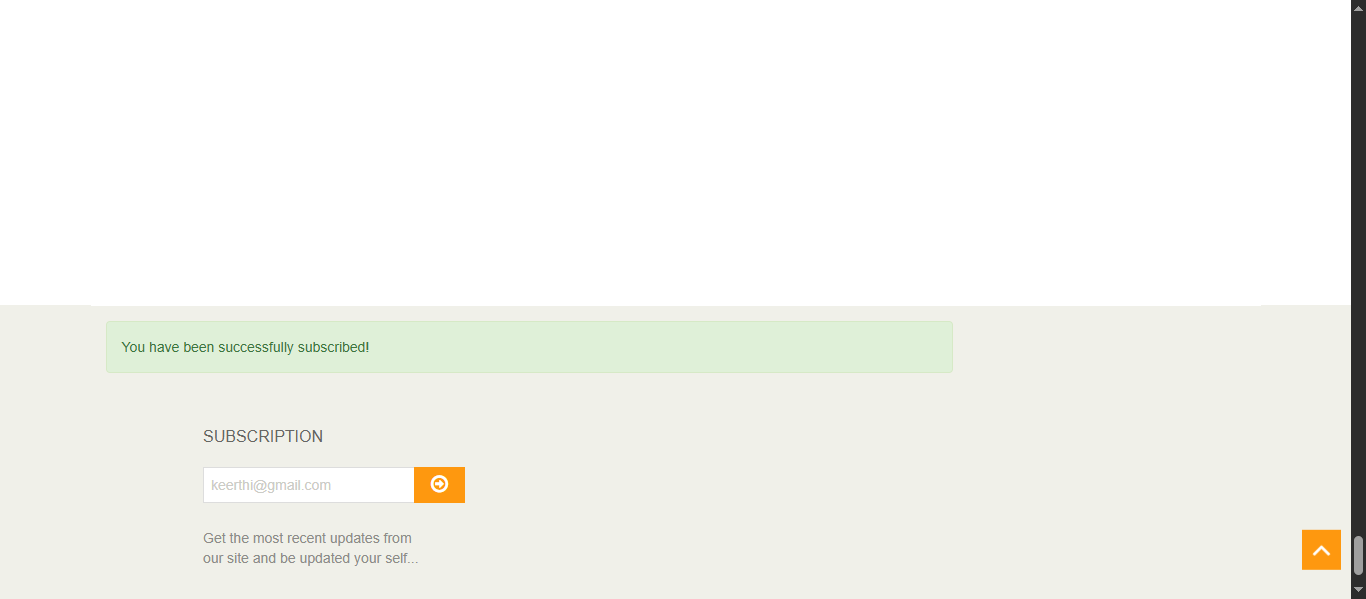 You have been successfully subscribed!
SUBSCRIPTION
keerthi@gmail.com
Get the most recent updates from
our site and be updated your self...